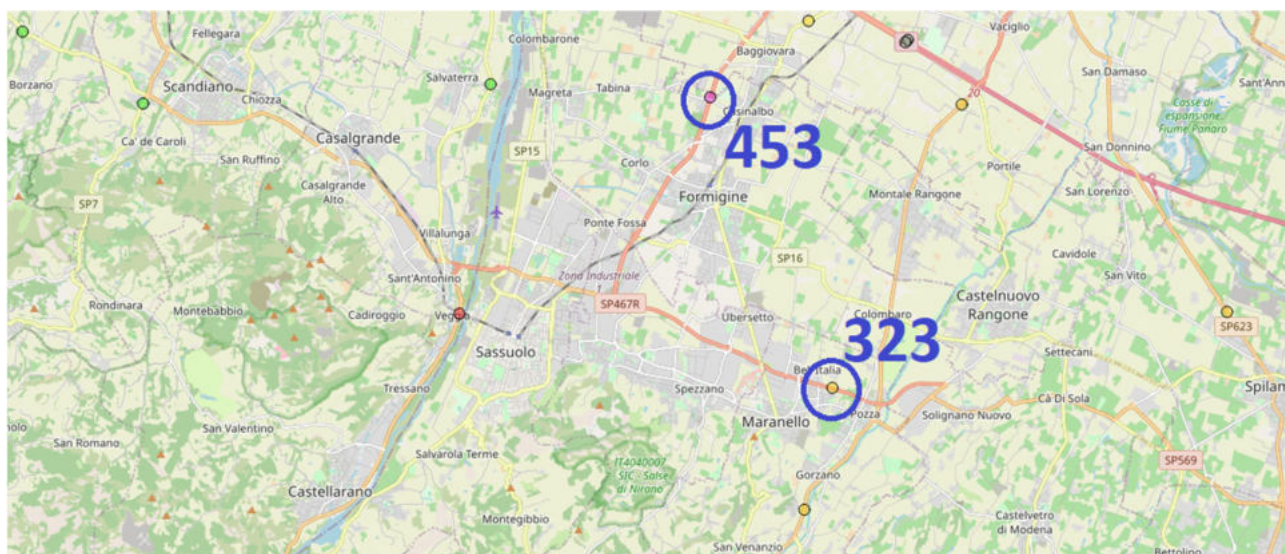 Fellegara
Colombarone
Vaciglio
Baggiovara
Borzano
Scandiano
Salvaterra
San Damaso
Sant'Ann
Chiozza
Magreta
Tabina
20
Casinalbo
Casse di
espansione
Fiume Panaro
Ca' de Caroli
Casalgrande
453
San Donnino
San Ruffino
SP15
Corlo
Portile
Casalgrande
Alto
Formigine
Montale Rangone
San Lorenzo
SP7
Ponte Fossa
Villalunga
SP16
Cavidole
Sant'Antonino
Zona Industriale
1
San Vito
Rondinara
Montebabbio
Cadiroggio
Veggia
SP467R
Castelnuovo
Rangone
Colombaro
Ubersetto
SP623
Sassuolo
323
Settecani
Bell'Italia
Tressano
Spezzano
Spilam
Cà Di Sola
Maranello
Pozza
Solignano Nuovo
San Valentino
San Romano
Salvarola Terme
IT4040007
SIC - Salse
di Nirano
SP569
Gorzano
Castellarano
Montegibbio
Castelvetro
di Modena
San Venanzio
Bettolino